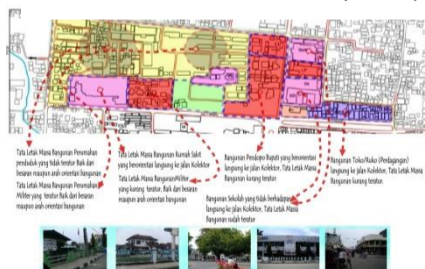 Tata Letak Massa Bangunan Perumahan
penduduk yang tidak teratur Baik dari
besaran maupun arah orientasi bangunan
Tata Letak Massa Bangunan Perumahan
Militer yang teratur Baik dari besaran
maupun arah orientasi bangunan
Tata Letak Massa Bangunan Rumah Sakit
yang berorientasi langsung ke jalan Kolektor
Tata Letak Massa Bangunan Militer
yang kurang teratur, Baik dari besaran
maupun arah orientasi bangunan
Bangunan Pendopo Bupati yang berorientasi
langsung ke jalan Kolektor, Tata Letak Massa
Bangunan kurang teratur
Bangunan Sekolah yang tidak berhadapan
langsung ke jalan Kolektor, Tata Letak Massa
Bangunan sudah teratur
Bangunan Toko/Ruko (Perdagangan)
langsung ke jalan Kolektor, Tata Letak Massa
Bangunan kurang teratur